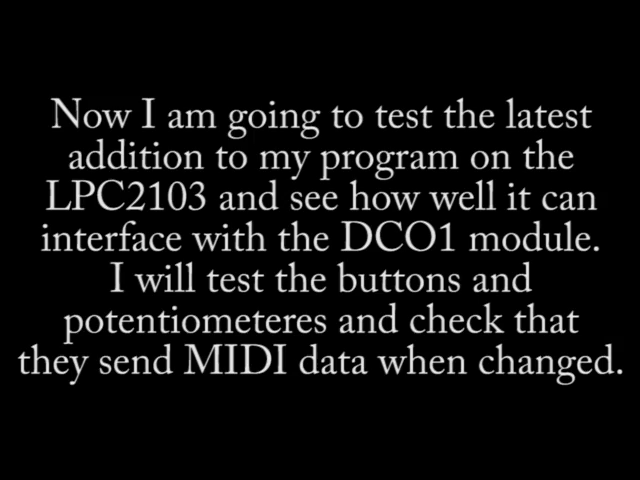 Now I am going to test the latest
addition to my program on the
LPC2103 and see how well it can
interface with the DCO1 module.
I will test the buttons and
potentiometeres and check that
they send MIDI data when changed.